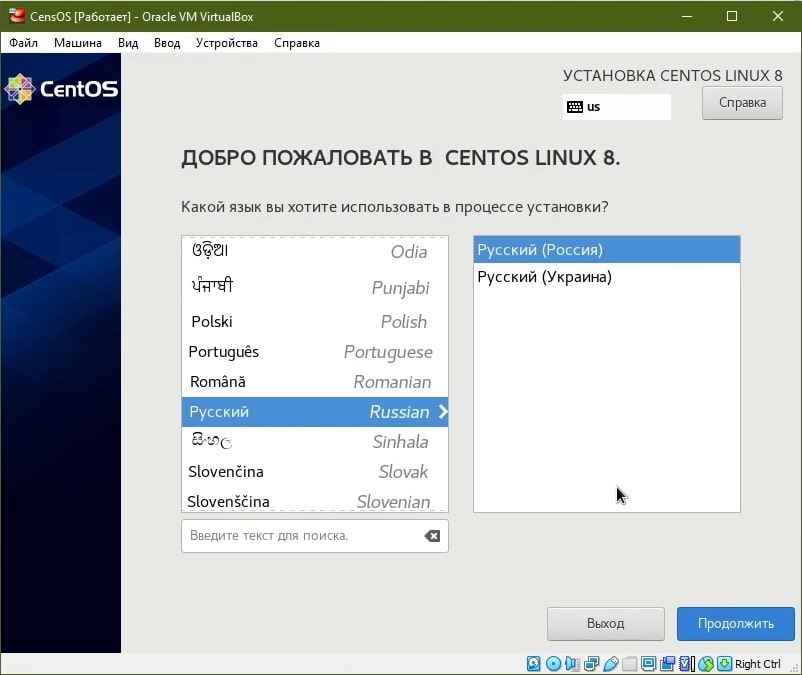 CensOS [Работает] - Oracle VM VirtualBox
Файл Машина Вид Ввод Устройства Справка
CentOS
УСТАНОВКА CENTOS LINUX 8
us
Справка
ДОБРО ПОЖАЛОВАТЬ В CENTOS LINUX 8.
Какой язык вы хотите использовать в процессе установки?
ଓଡ଼ିଆ Odia
ਪੰਜਾਬੀ Punjabi
Polski Polish
Português Portuguese
Română Romanian
Русский Russian
සිංහල Sinhala
Slovenčina Slovak
Slovenščina Slovenian
Русский (Россия)
Русский (Украина)
Введите текст для поиска.
Выход
Продолжить
Right Ctrl